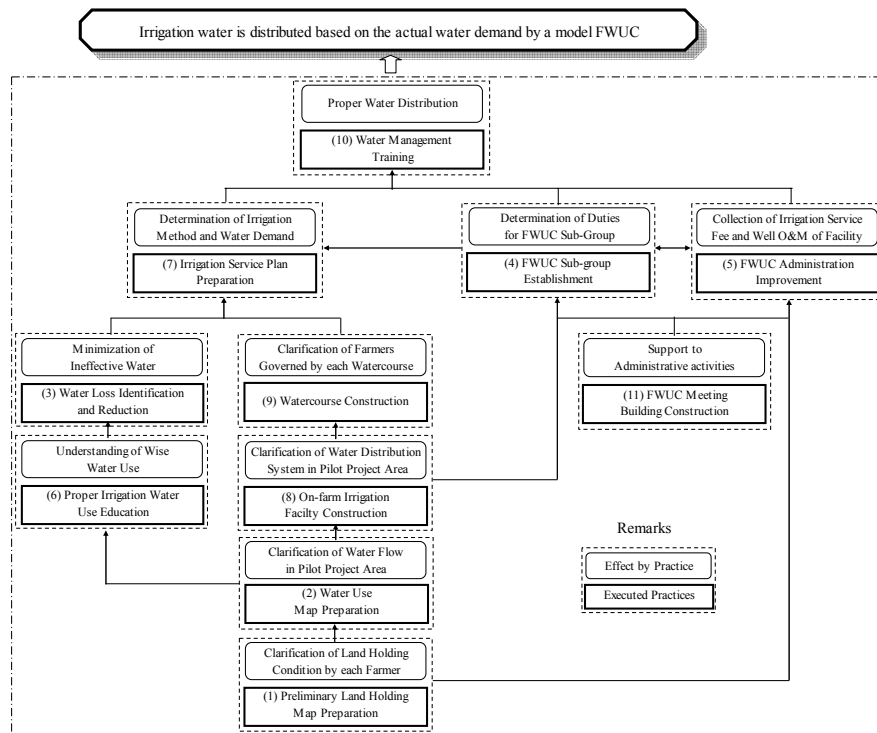 Irrigation water is distributed based on the actual water demand by a model FWUC
Proper Water Distribution
(10) Water Management
Training
Determination of Irrigation
Method and Water Demand
(7) Irrigation Service Plan
Preparation
Determination of Duties
for FWUC Sub-Group
(4) FWUC Sub-group
Establishment
Collection of Irrigation Service
Fee and Well O&M of Facility
(5) FWUC Administration
Improvement
Minimization of
Ineffective Water
(3) Water Loss Identification
and Reduction
Clarification of Farmers
Governed by each Watercourse
(9) Watercourse Construction
Support to
Administrative activities
(11) FWUC Meeting
Building Construction
Understanding of Wise
Water Use
(6) Proper Irrigation Water
Use Education
Clarification of Water Distribution
System in Pilot Project Area
(8) On-farm Irrigation
Facilty Construction
Clarification of Water Flow
in Pilot Project Area
(2) Water Use
Map Preparation
Remarks
Effect by Practice
Executed Practices
Clarification of Land Holding
Condition by each Farmer
(1) Preliminary Land Holding
Map Preparation